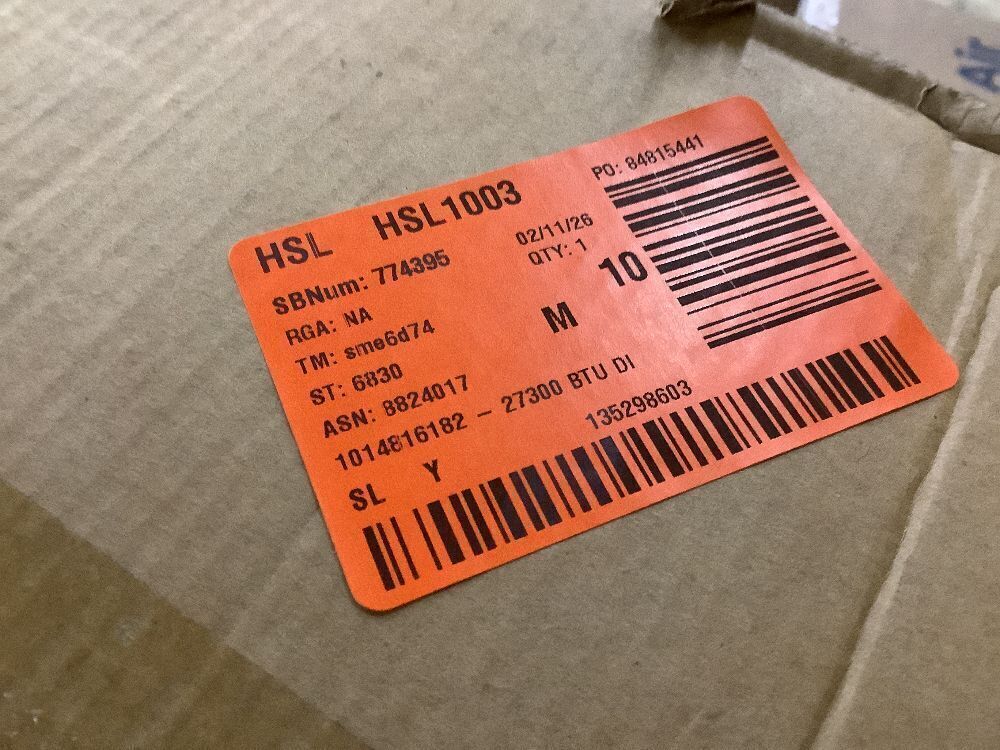 HSL HSL1003
PO: 84815441
SBNum: 774395
02/11/26
RGA: NA
QTY: 1
10
TM: sme6d74
M
ST: 6830
ASN: 8824017
1014816182 - 27300 BTU DI
135298603
SL Y
Air